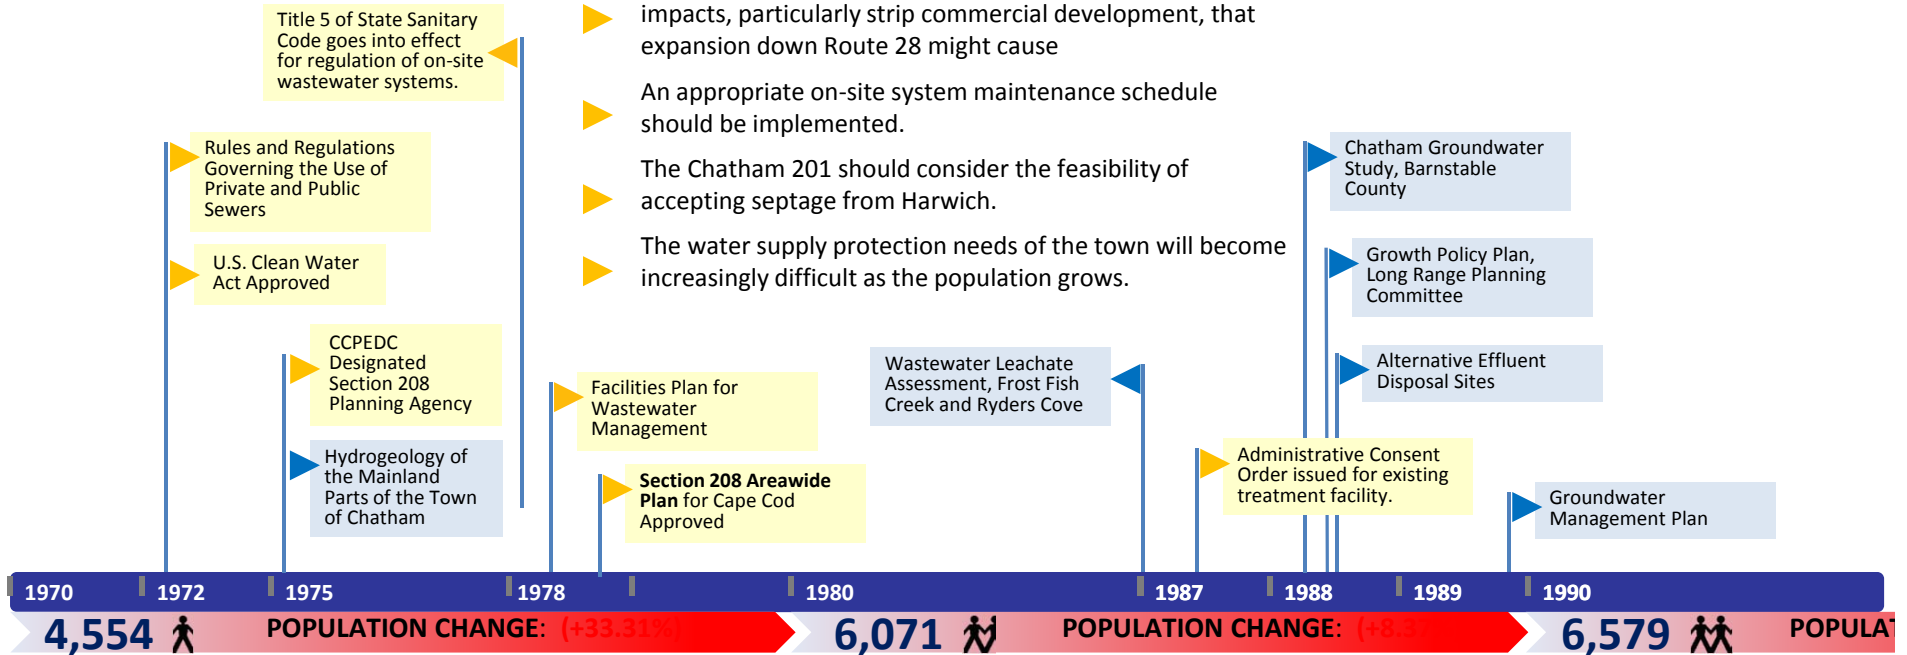 Title 5 of State Sanitary
Code goes into effect
for regulation of on-site
wastewater systems.
impacts, particularly strip commercial development, that
expansion down Route 28 might cause
An appropriate on-site system maintenance schedule
should be implemented.
The Chatham 201 should consider the feasibility of
accepting septage from Harwich.
The water supply protection needs of the town will become
increasingly difficult as the population grows.
Rules and Regulations
Governing the Use of
Private and Public
Sewers
U.S. Clean Water
Act Approved
CCPEDC
Designated
Section 208
Planning Agency
Hydrogeology of
the Mainland
Parts of the Town
of Chatham
Facilities Plan for
Wastewater
Management
Section 208 Areawide
Plan for Cape Cod
Approved
Wastewater Leachate
Assessment, Frost Fish
Creek and Ryders Cove
Administrative Consent
Order issued for existing
treatment facility.
Chatham Groundwater
Study, Barnstable
County
Growth Policy Plan,
Long Range Planning
Committee
Alternative Effluent
Disposal Sites
Groundwater
Management Plan
1970 1972 1975 1978 1980 1987 1988 1989 1990
4,554 POPULATION CHANGE: (+33.31%) 6,071 POPULATION CHANGE: (+8.37 6,579 POPULAT